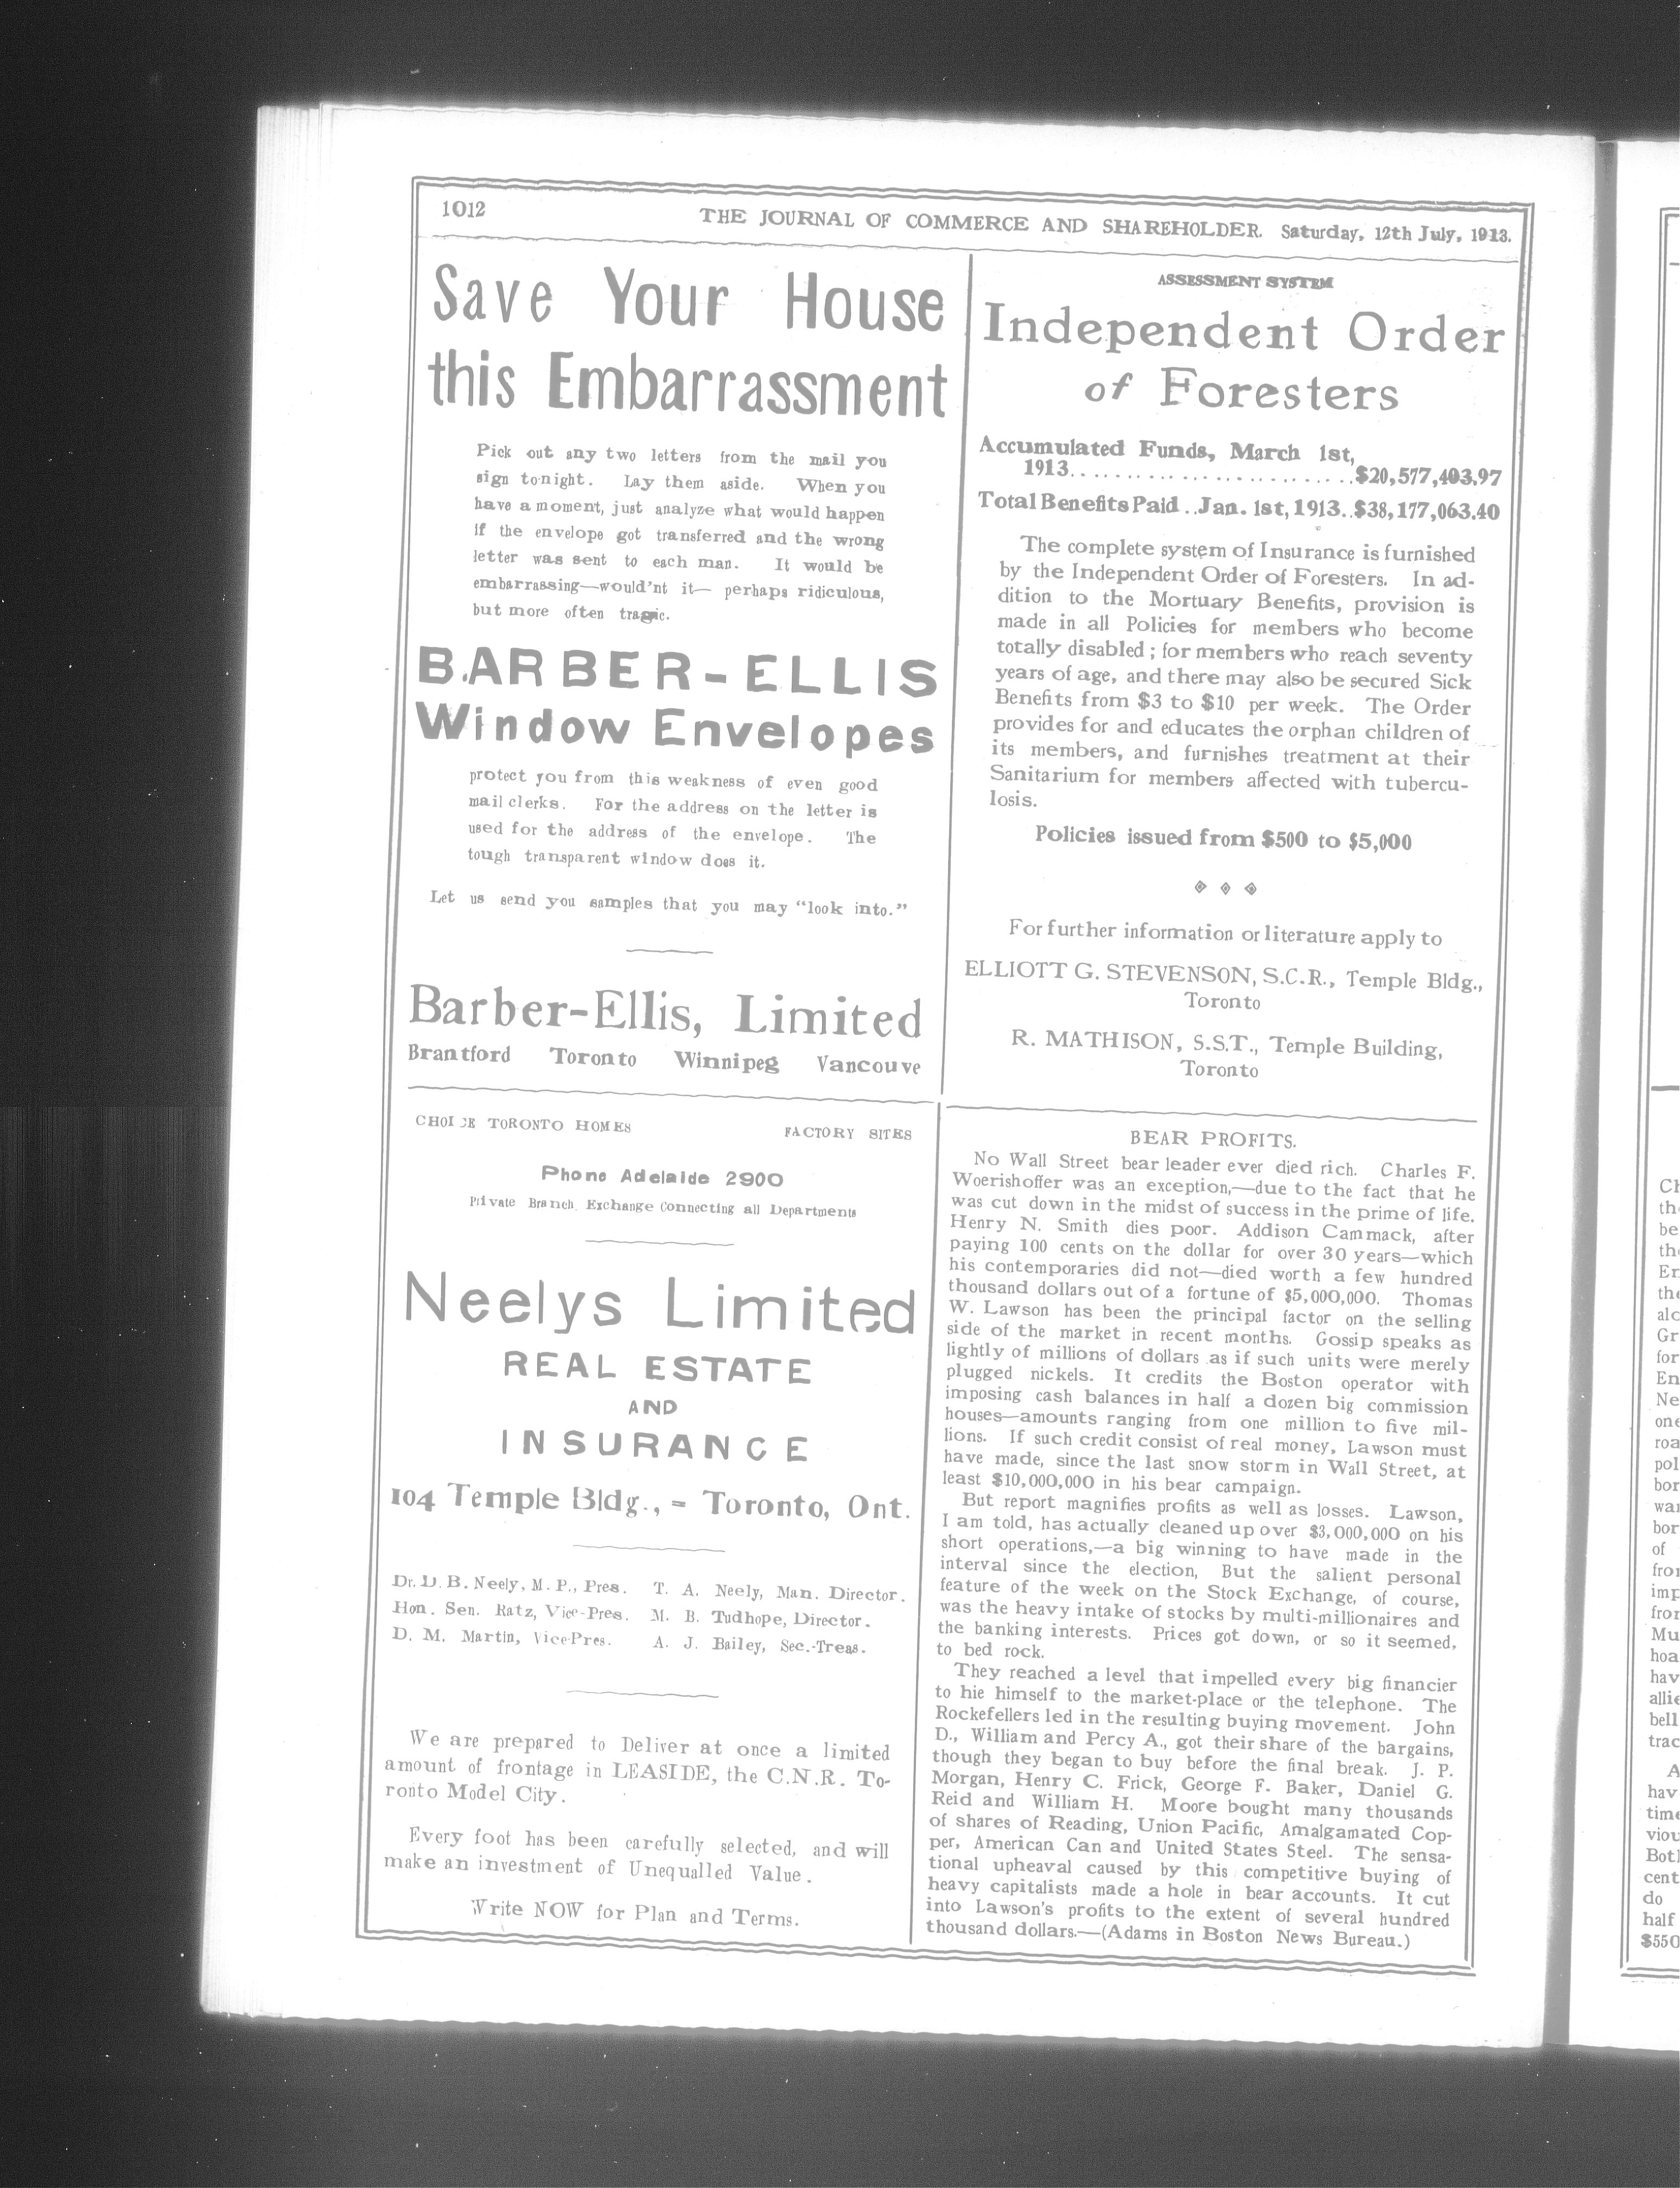 1012
THE JOURNAL OF COMMERCE AND SHAREHOLDER. Saturday, 12th July, 1913.
Save Your House
this Embarrassment
Pick out any two letters from the mail you
sign to-night. Lay them aside. When you
have a moment, just analyze what would happen
if the envelope got transferred and the wrong
letter was sent to each man. It would be
embarrassing—would'nt it— perhaps ridiculous,
but more often tragic.
BARBER-ELLIS
Window Envelopes
protect you from this weakness of even good
mail clerks. For the address on the letter is
used for the address of the envelope. The
tough transparent window does it.
Let us send you samples that you may "look into."
Barber-Ellis, Limited
Brantford Toronto Winnipeg Vancouve
CHOICE TORONTO HOMES FACTORY SITES
Phone Adelaide 2900
Private Branch Exchange Connecting all Departments
Neelys Limited
REAL ESTATE
AND
INSURANCE
104 Temple Bldg., = Toronto, Ont.
Dr. D. B. Neely, M. P., Pres. T. A. Neely, Man. Director.
Hon. Sen. Ratz, Vice-Pres. M. B. Tudhope, Director.
D. M. Martin, Vice-Pres. A. J. Bailey, Sec.-Treas.
We are prepared to Deliver at once a limited
amount of frontage in LEASIDE, the C.N.R. To-
ronto Model City.
Every foot has been carefully selected, and will
make an investment of Unequalled Value.
Write NOW for Plan and Terms.
ASSESSMENT SYSTEM
Independent Order
of Foresters
Accumulated Funds, March 1st,
1913..........................$20,577,403.97
Total Benefits Paid..Jan. 1st, 1913..$38,177,063.40
The complete system of Insurance is furnished
by the Independent Order of Foresters. In ad-
dition to the Mortuary Benefits, provision is
made in all Policies for members who become
totally disabled; for members who reach seventy
years of age, and there may also be secured Sick
Benefits from $3 to $10 per week. The Order
provides for and educates the orphan children of
its members, and furnishes treatment at their
Sanitarium for members affected with tubercu-
losis.
Policies issued from $500 to $5,000
For further information or literature apply to
ELLIOTT G. STEVENSON, S.C.R., Temple Bldg.,
Toronto
R. MATHISON, S.S.T., Temple Building,
Toronto
BEAR PROFITS.
No Wall Street bear leader ever died rich. Charles F.
Woerishoffer was an exception,—due to the fact that he
was cut down in the midst of success in the prime of life.
Henry N. Smith dies poor. Addison Cammack, after
paying 100 cents on the dollar for over 30 years—which
his contemporaries did not—died worth a few hundred
thousand dollars out of a fortune of $5,000,000. Thomas
W. Lawson has been the principal factor on the selling
side of the market in recent months. Gossip speaks as
lightly of millions of dollars as if such units were merely
plugged nickels. It credits the Boston operator with
imposing cash balances in half a dozen big commission
houses—amounts ranging from one million to five mil-
lions. If such credit consist of real money, Lawson must
have made, since the last snow storm in Wall Street, at
least $10,000,000 in his bear campaign.
But report magnifies profits as well as losses. Lawson,
I am told, has actually cleaned up over $3,000,000 on his
short operations,—a big winning to have made in the
interval since the election, But the salient personal
feature of the week on the Stock Exchange, of course,
was the heavy intake of stocks by multi-millionaires and
the banking interests. Prices got down, or so it seemed,
to bed rock.
They reached a level that impelled every big financier
to hie himself to the market-place or the telephone. The
Rockefellers led in the resulting buying movement. John
D., William and Percy A., got their share of the bargains,
though they began to buy before the final break. J. P.
Morgan, Henry C. Frick, George F. Baker, Daniel G.
Reid and William H. Moore bought many thousands
of shares of Reading, Union Pacific, Amalgamated Cop-
per, American Can and United States Steel. The sensa-
tional upheaval caused by this competitive buying of
heavy capitalists made a hole in bear accounts. It cut
into Lawson's profits to the extent of several hundred
thousand dollars.—(Adams in Boston News Bureau.)